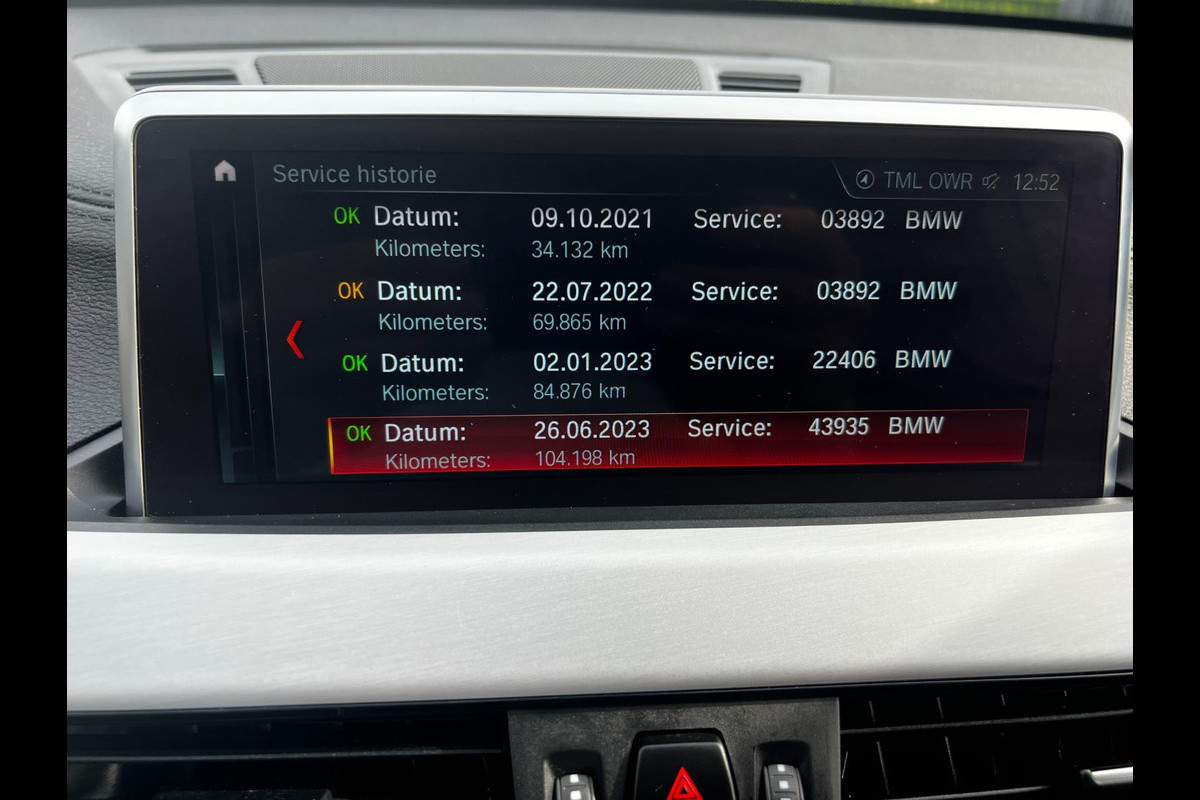 Service historie
TML OWR 12:52
OK Datum: 09.10.2021 Service: 03892 BMW
Kilometers: 34.132 km
OK Datum: 22.07.2022 Service: 03892 BMW
Kilometers: 69.865 km
OK Datum: 02.01.2023 Service: 22406 BMW
Kilometers: 84.876 km
OK Datum: 26.06.2023 Service: 43935 BMW
Kilometers: 104.198 km